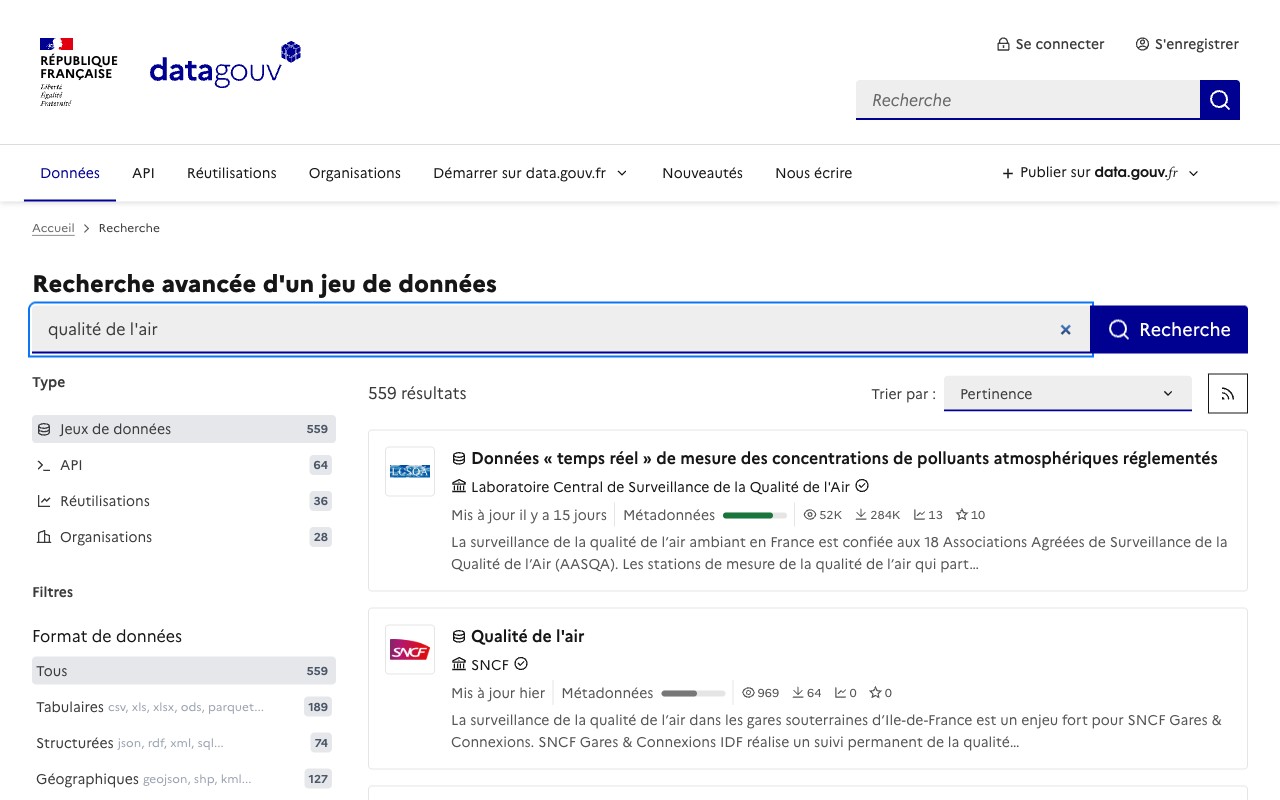 RÉPUBLIQUE
FRANÇAISE
Liberté
Égalité
Fraternité
datagouv
Se connecter
S'enregistrer
Recherche
Données
API
Réutilisations
Organisations
Démarrer sur data.gouv.fr
Nouveautés
Nous écrire
Publier sur data.gouv.fr
Accueil > Recherche
Recherche avancée d'un jeu de données
qualité de l'air
Recherche
Type
Jeux de données 559
API 64
Réutilisations 36
Organisations 28
Filtres
Format de données
Tous 559
Tabulaires csv, xls, xlsx, ods, parquet... 189
Structurées json, rdf, xml, sql... 74
Géographiques geojson, shp, kml... 127
559 résultats
Trier par : Pertinence
LCSQA
Données « temps réel » de mesure des concentrations de polluants atmosphériques réglementés
Laboratoire Central de Surveillance de la Qualité de l'Air
Mis à jour il y a 15 jours Métadonnées 52K 284K 13 10
La surveillance de la qualité de l’air ambiant en France est confiée aux 18 Associations Agréées de Surveillance de la
Qualité de l’Air (AASQA). Les stations de mesure de la qualité de l’air qui part…
SNCF
Qualité de l'air
SNCF
Mis à jour hier Métadonnées 969 64 0 0
La surveillance de la qualité de l’air dans les gares souterraines d’Ile-de-France est un enjeu fort pour SNCF Gares &
Connexions. SNCF Gares & Connexions IDF réalise un suivi permanent de la qualité…